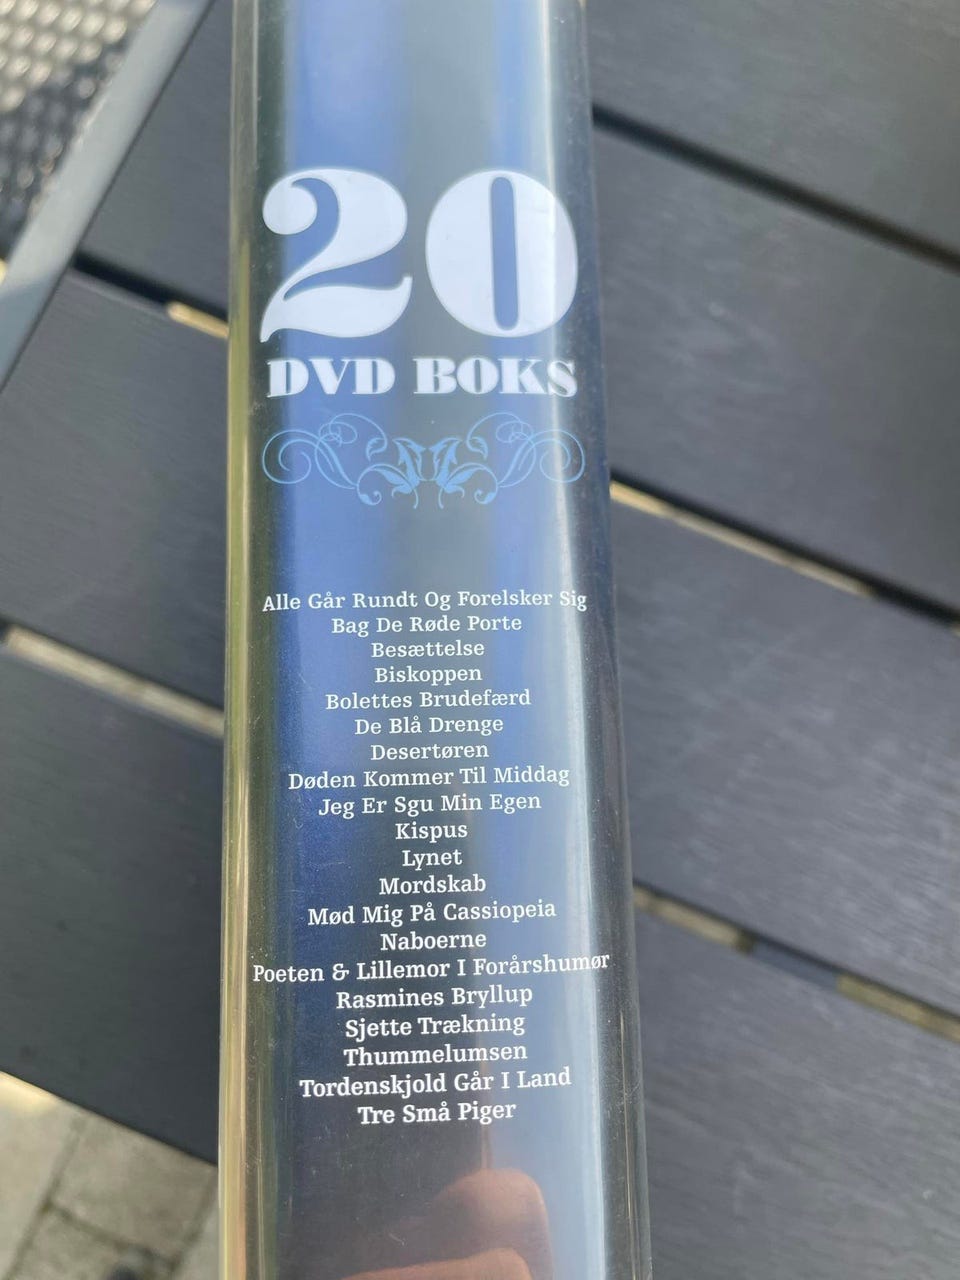 20
DVD BOKS
Alle Går Rundt Og Forelsker Sig
Bag De Røde Porte
Besættelse
Biskoppen
Bolettes Brudefærd
De Blå Drenge
Desertøren
Døden Kommer Til Middag
Jeg Er Sgu Min Egen
Kispus
Lynet
Mordskab
Mød Mig På Cassiopeia
Naboerne
Poeten & Lillemor I Forårshumør
Rasmines Bryllup
Sjette Trækning
Thummelumsen
Tordenskjold Går I Land
Tre Små Piger